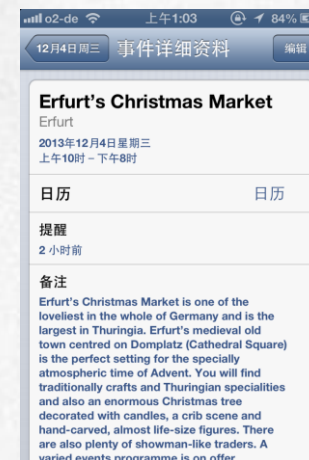 o2-de 上午1:03 84%
12月4日周三 事件详细资料 编辑
Erfurt's Christmas Market
Erfurt
2013年12月4日星期三
上午10时 – 下午8时
日历 日历
提醒
2 小时前
备注
Erfurt's Christmas Market is one of the
loveliest in the whole of Germany and is the
largest in Thuringia. Erfurt's medieval old
town centred on Domplatz (Cathedral Square)
is the perfect setting for the specially
atmospheric time of Advent. You will find
traditionally crafts and Thuringian specialities
and also an enormous Christmas tree
decorated with candles, a crib scene and
hand-carved, almost life-size figures. There
are also plenty of showman-like traders. A
varied events programme is on offer